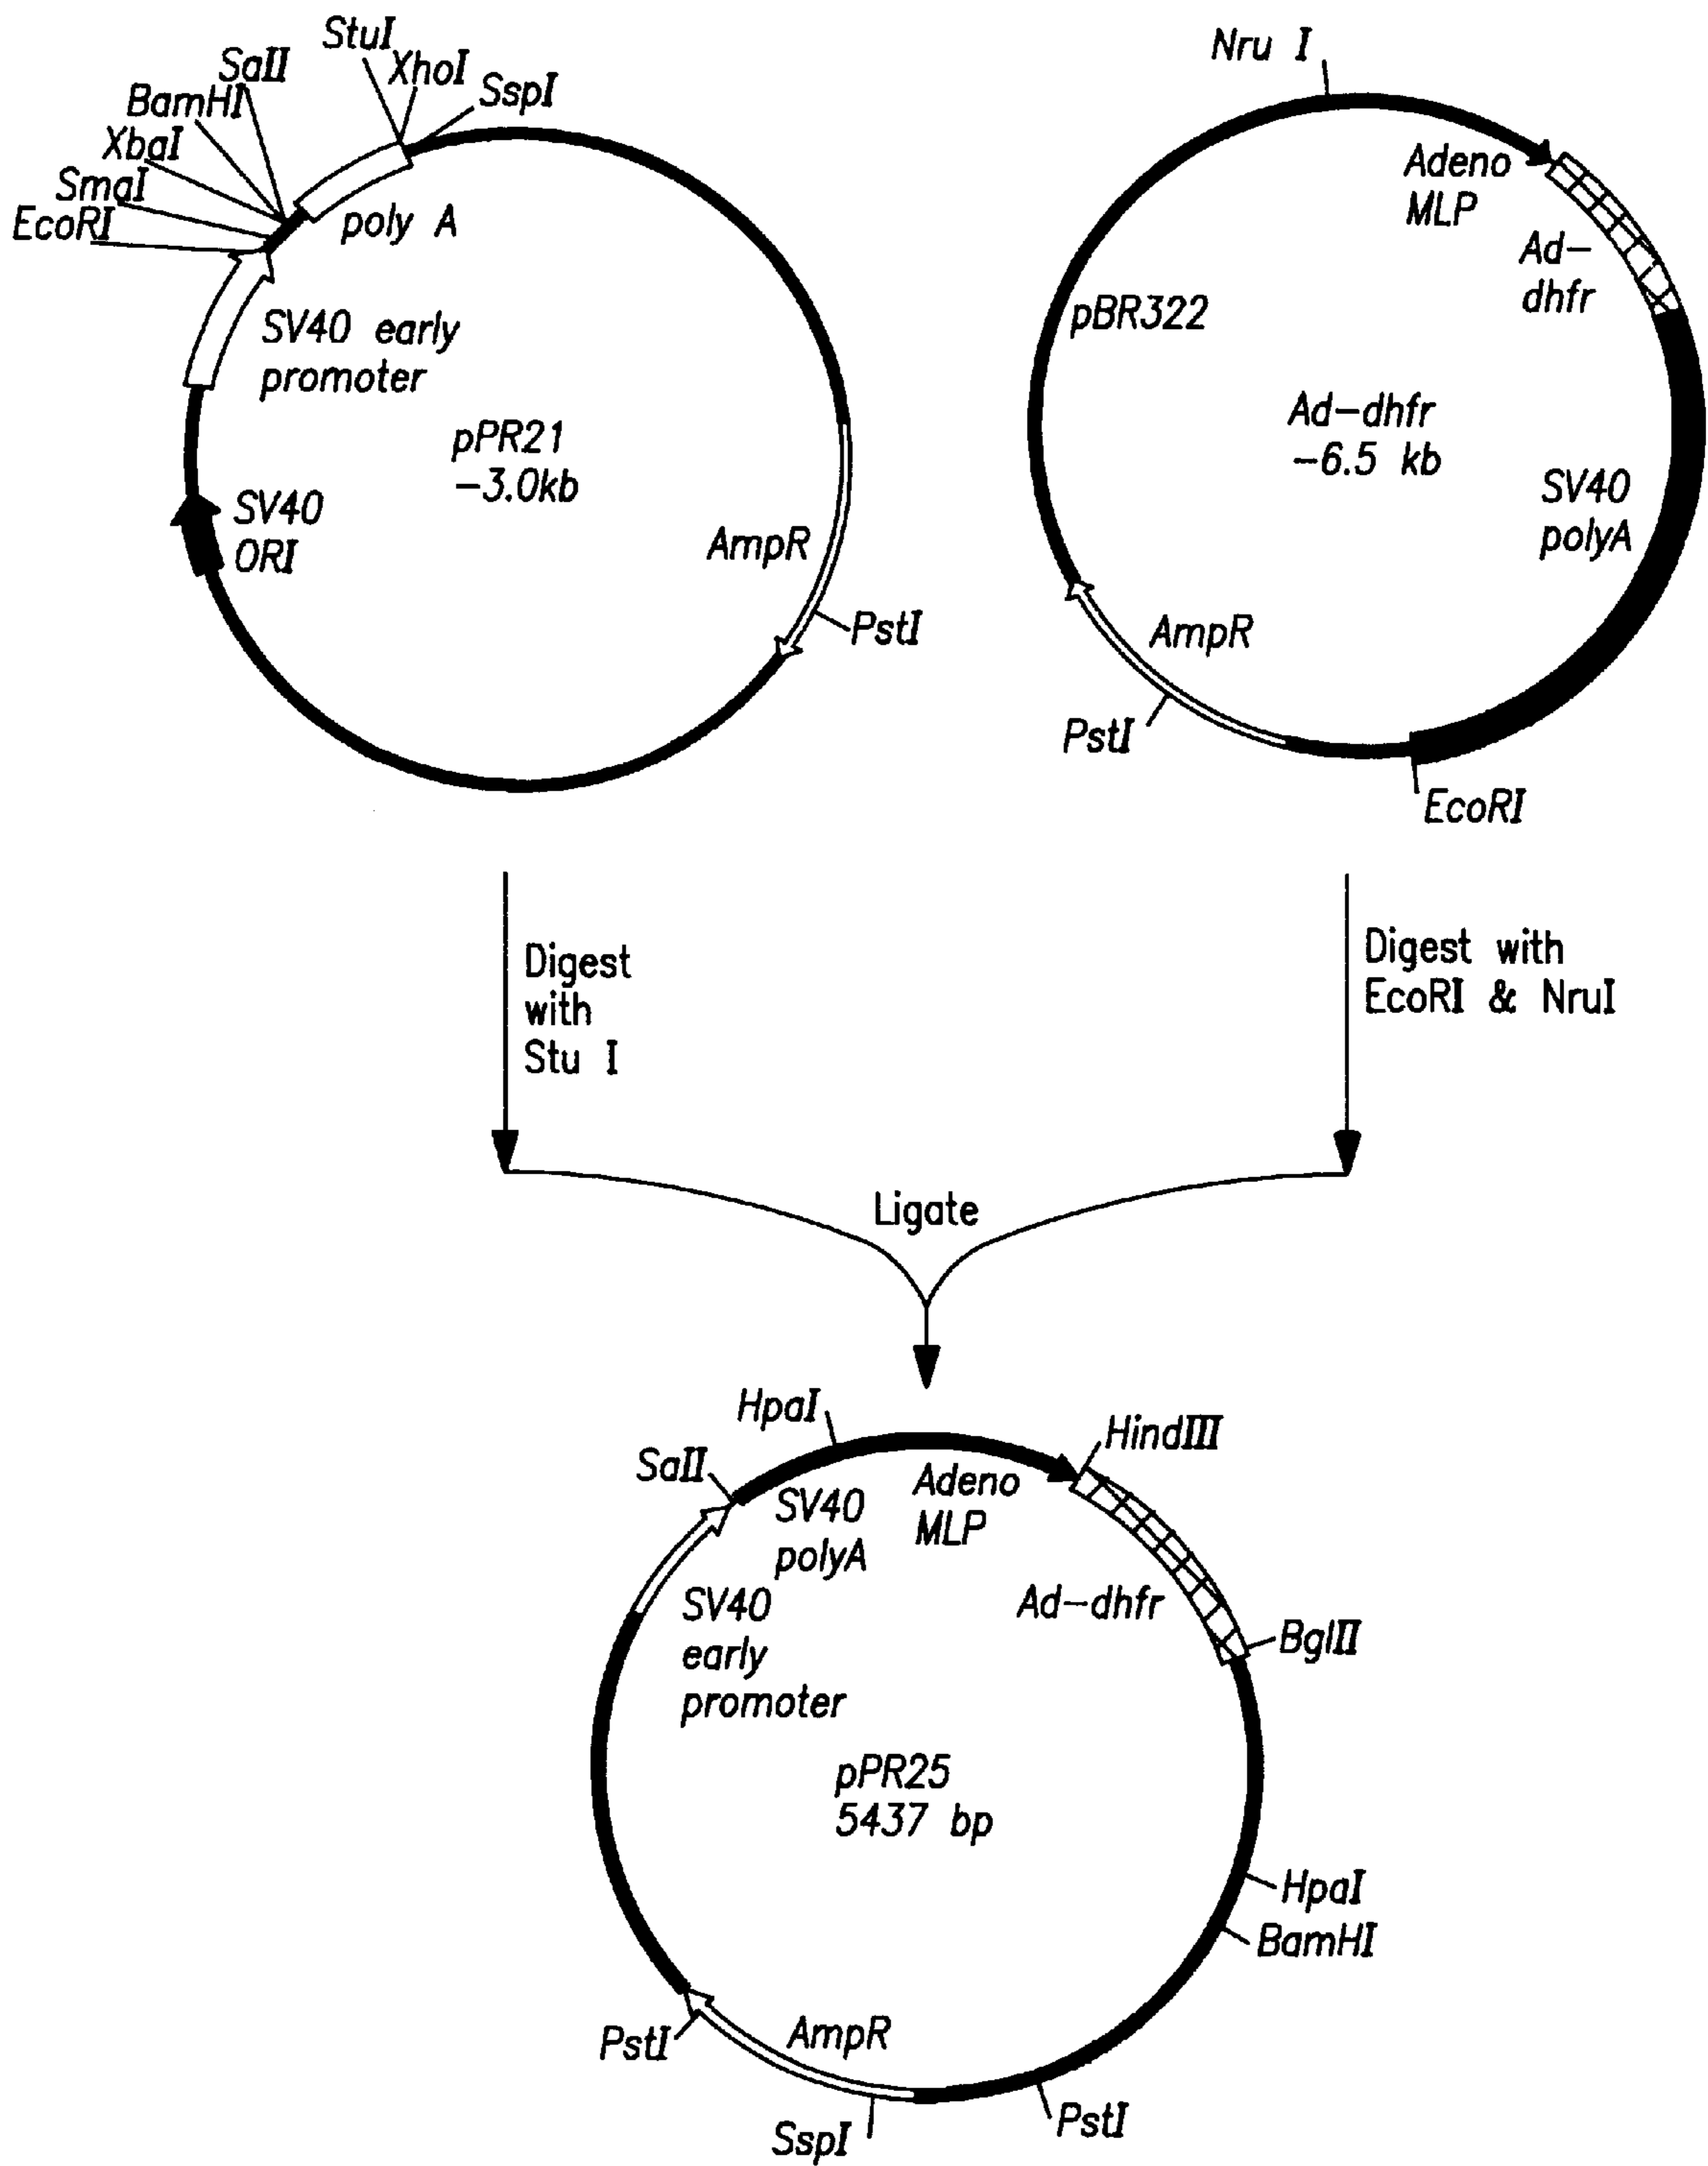 StuI
XhoI
SspI
SalI
BamHI
XbaI
SmaI
EcoRI
poly A
SV40 early
promoter
pPR21
-3.0kb
SV40
ORI
AmpR
PstI
Nru I
Adeno
MLP
Ad-
dhfr
pBR322
Ad-dhfr
-6.5 kb
SV40
polyA
AmpR
PstI
EcoRI
Digest
with
Stu I
Digest with
EcoRI & NruI
Ligate
HpaI
HindIII
SalI
Adeno
MLP
SV40
polyA
Ad-dhfr
SV40
early
promoter
BglII
pPR25
5437 bp
HpaI
BamHI
PstI
AmpR
SspI
PstI